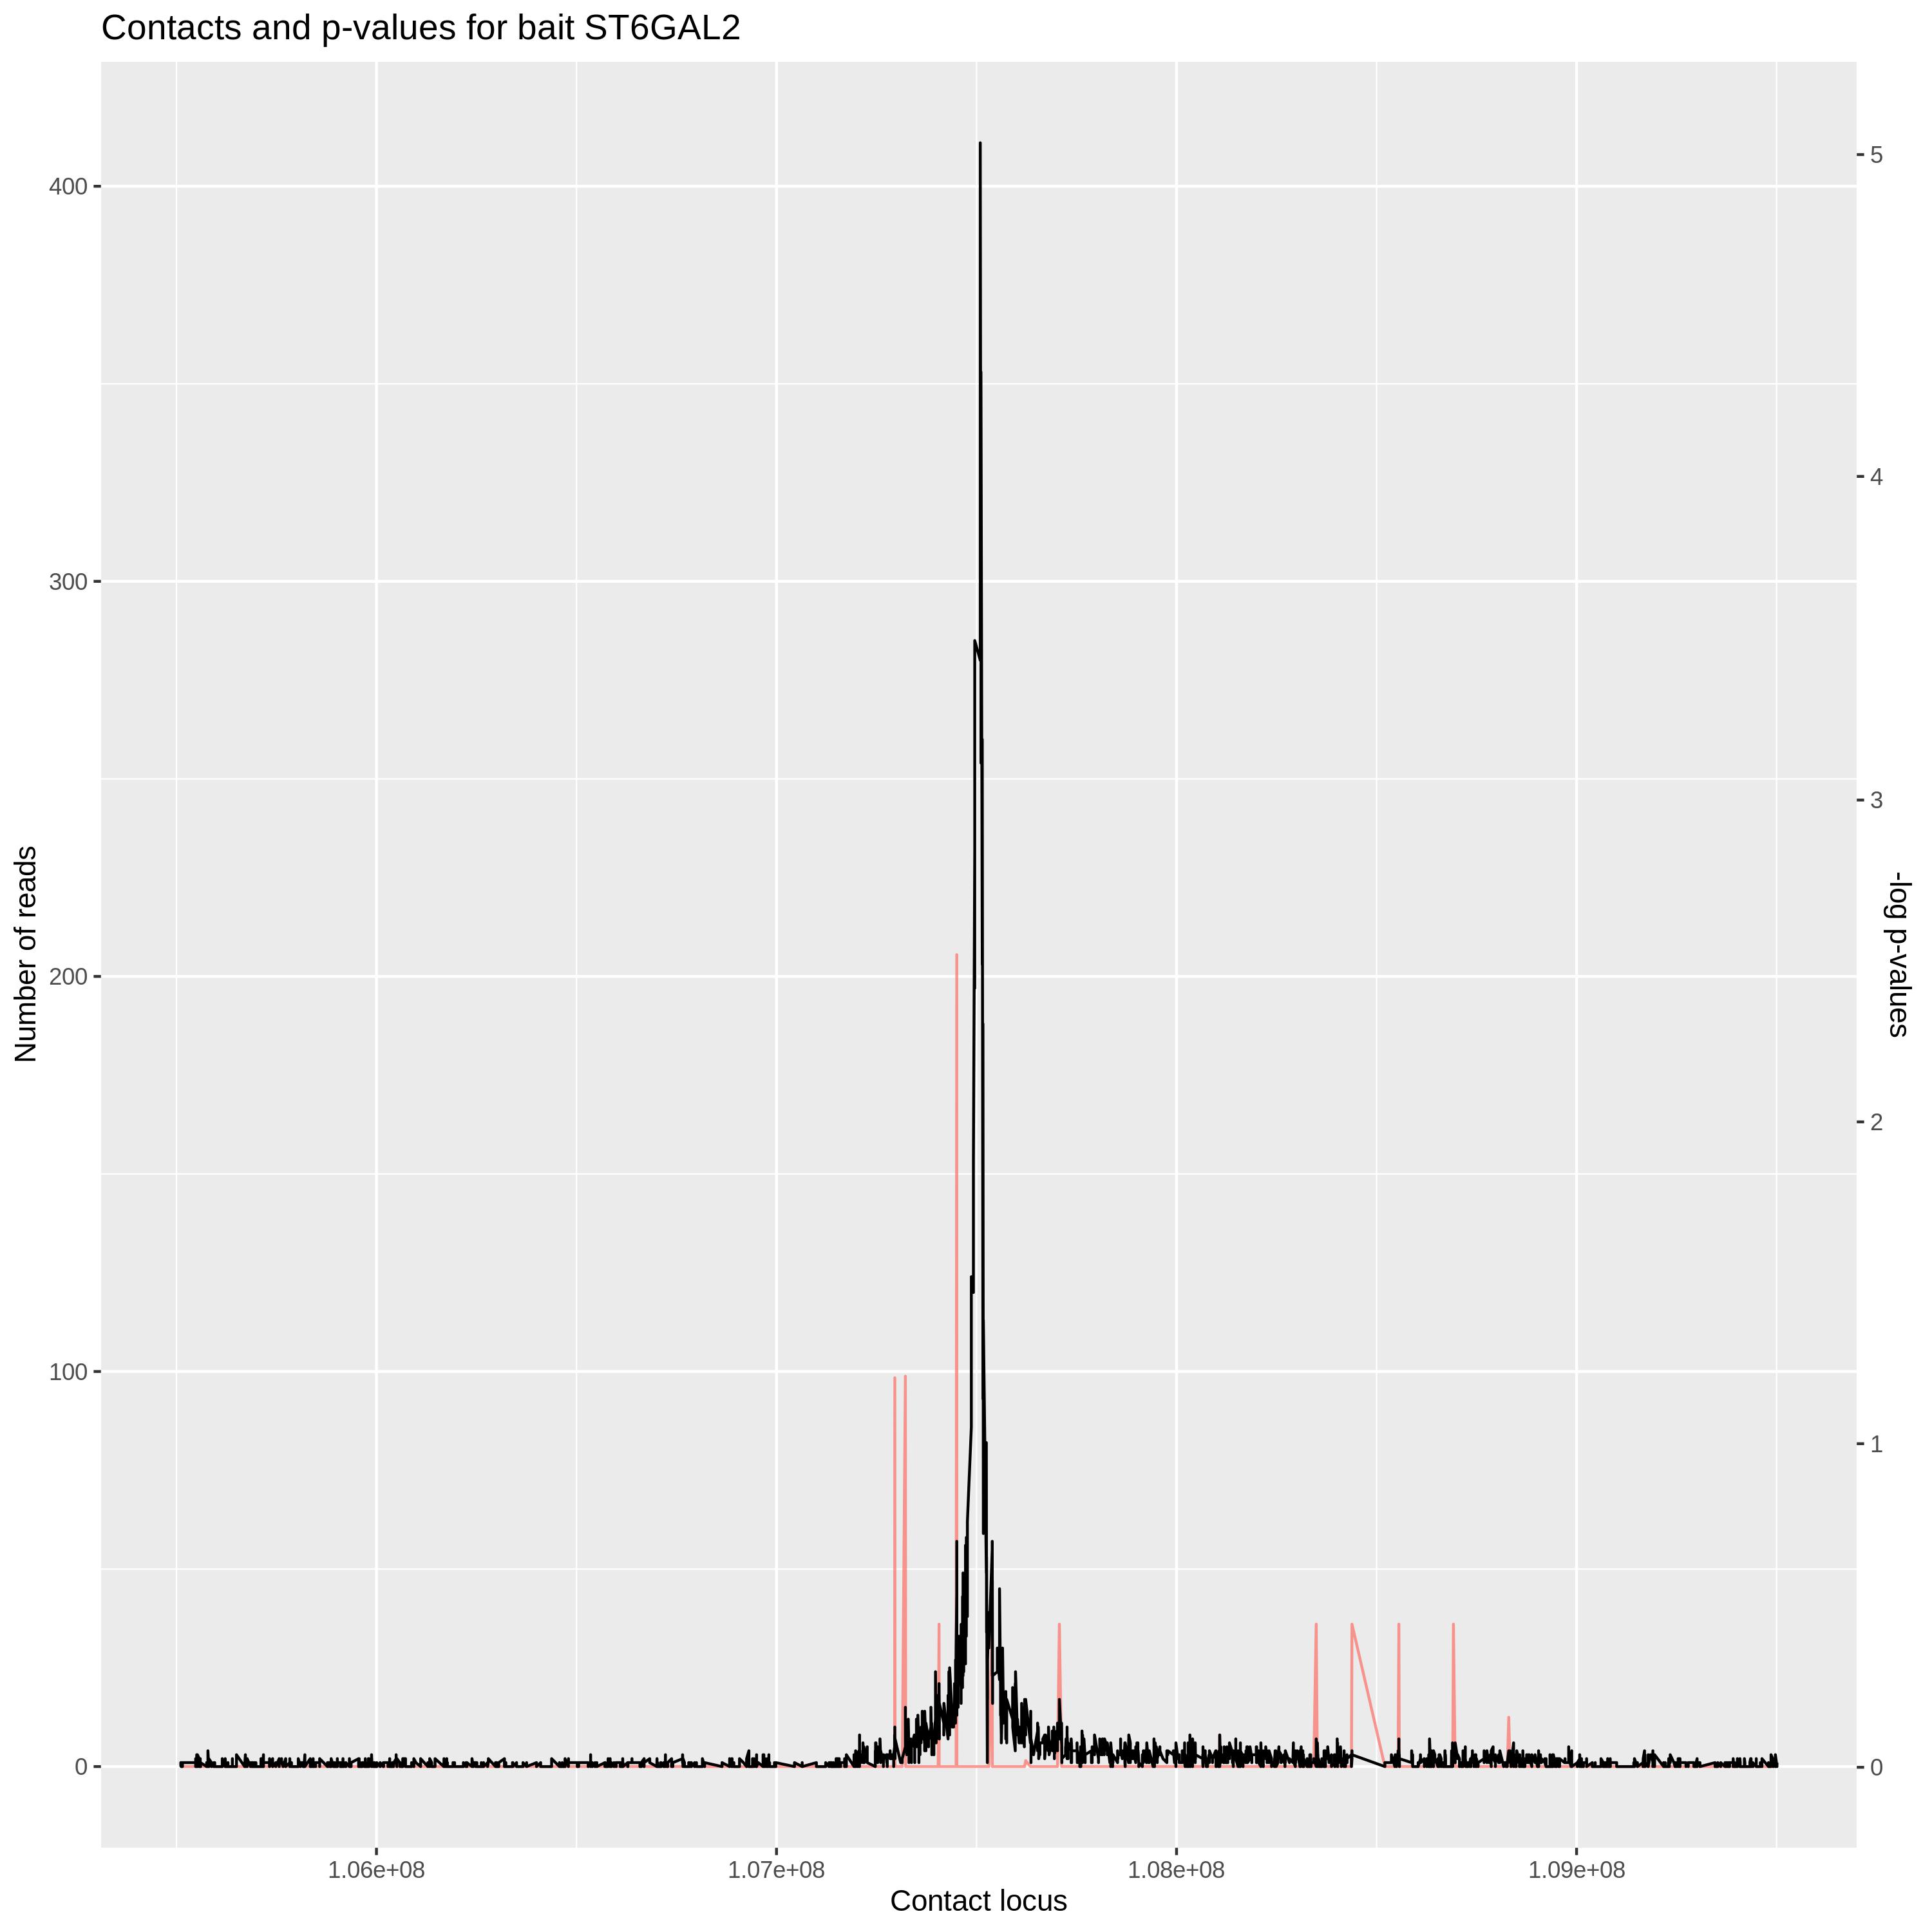 Contacts and p-values for bait ST6GAL2
400
300
200
100
0
Number of reads
5
4
3
2
1
0
-log p-values
1.06e+08
1.07e+08
1.08e+08
1.09e+08
Contact locus